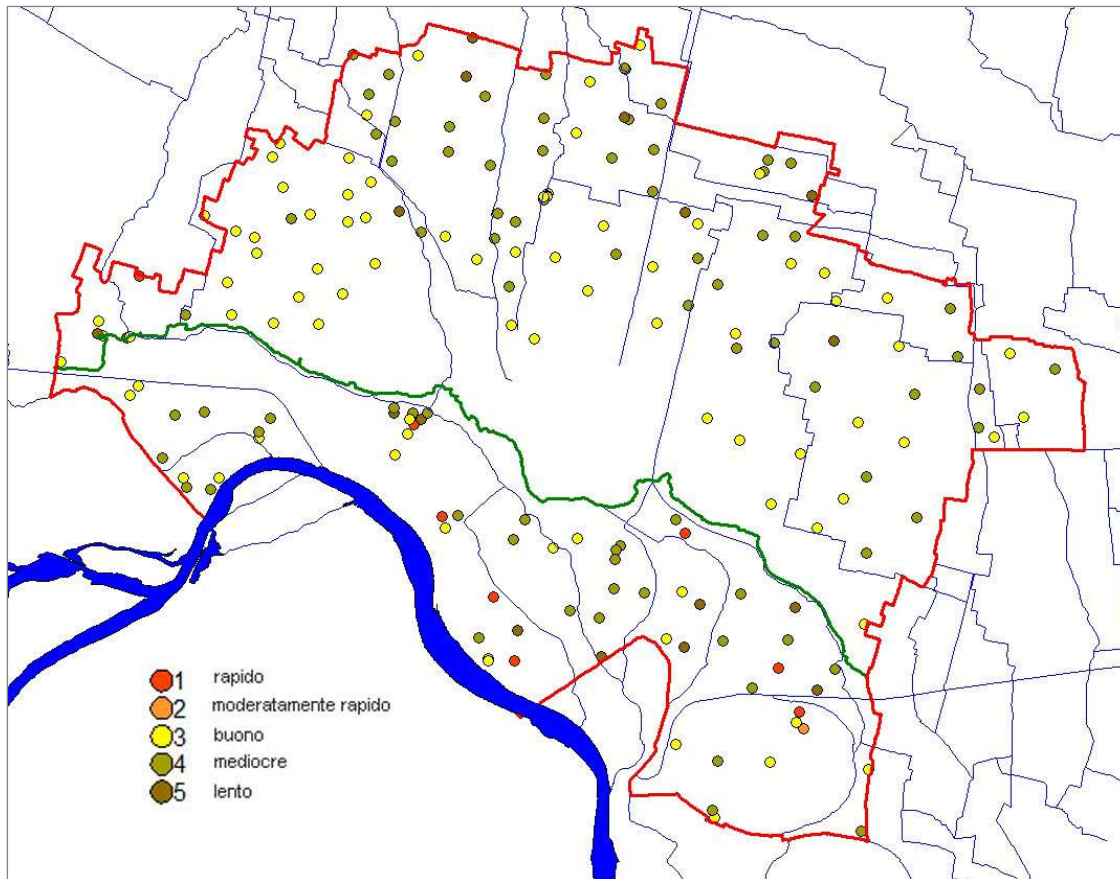 1 rapido
2 moderatamente rapido
3 buono
4 mediocre
5 lento